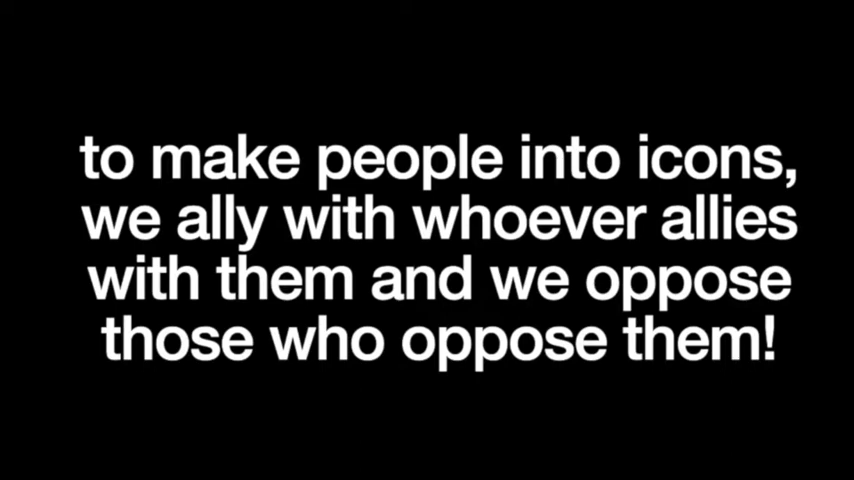 to make people into icons,
we ally with whoever allies
with them and we oppose
those who oppose them!